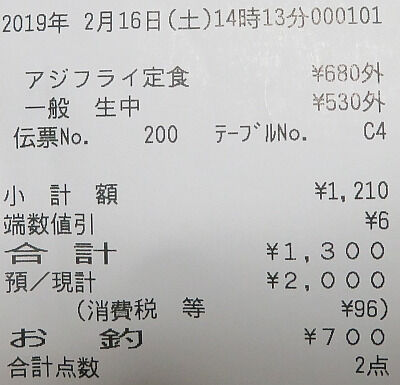 2019年 2月16日(土)14時13分000101
アジフライ定食 ¥680外
一般 生中 ¥530外
伝票No. 200 テーブルNo. C4
小 計 額 ¥1,210
端数値引 ¥6
合 計 ¥1,300
預/現計 ¥2,000
(消費税 等 ¥96)
お 釣 ¥700
合計点数 2点